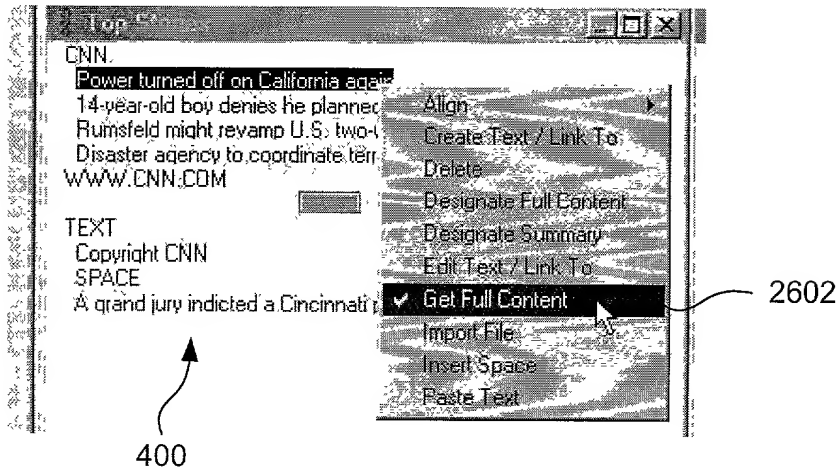 Top
CNN.
Power turned off on California again
14-year-old boy denies he planned
Rumsfeld might revamp U.S. two-
Disaster agency to coordinate terr
WWW.CNN.COM
TEXT
Copyright CNN
SPACE
A grand jury indicted a Cincinnati
Align
Create Text / Link To
Delete
Designate Full Content
Designate Summary
Edit Text / Link To
Get Full Content
Import File
Insert Space
Paste Text
2602
400